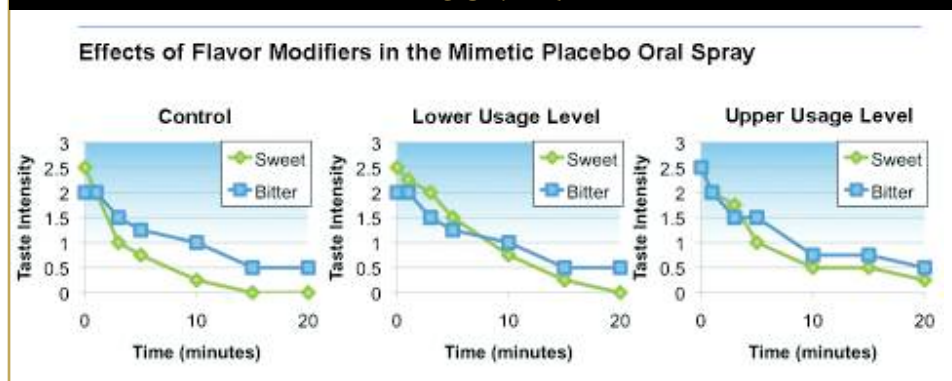 Effects of Flavor Modifiers in the Mimetic Placebo Oral Spray
Control
Taste Intensity
3
2.5
2
1.5
1
0.5
0
Sweet
Bitter
0 10 20
Time (minutes)
Lower Usage Level
Taste Intensity
3
2.5
2
1.5
1
0.5
0
Sweet
Bitter
0 10 20
Time (minutes)
Upper Usage Level
Taste Intensity
3
2.5
2
1.5
1
0.5
0
Sweet
Bitter
0 10 20
Time (minutes)